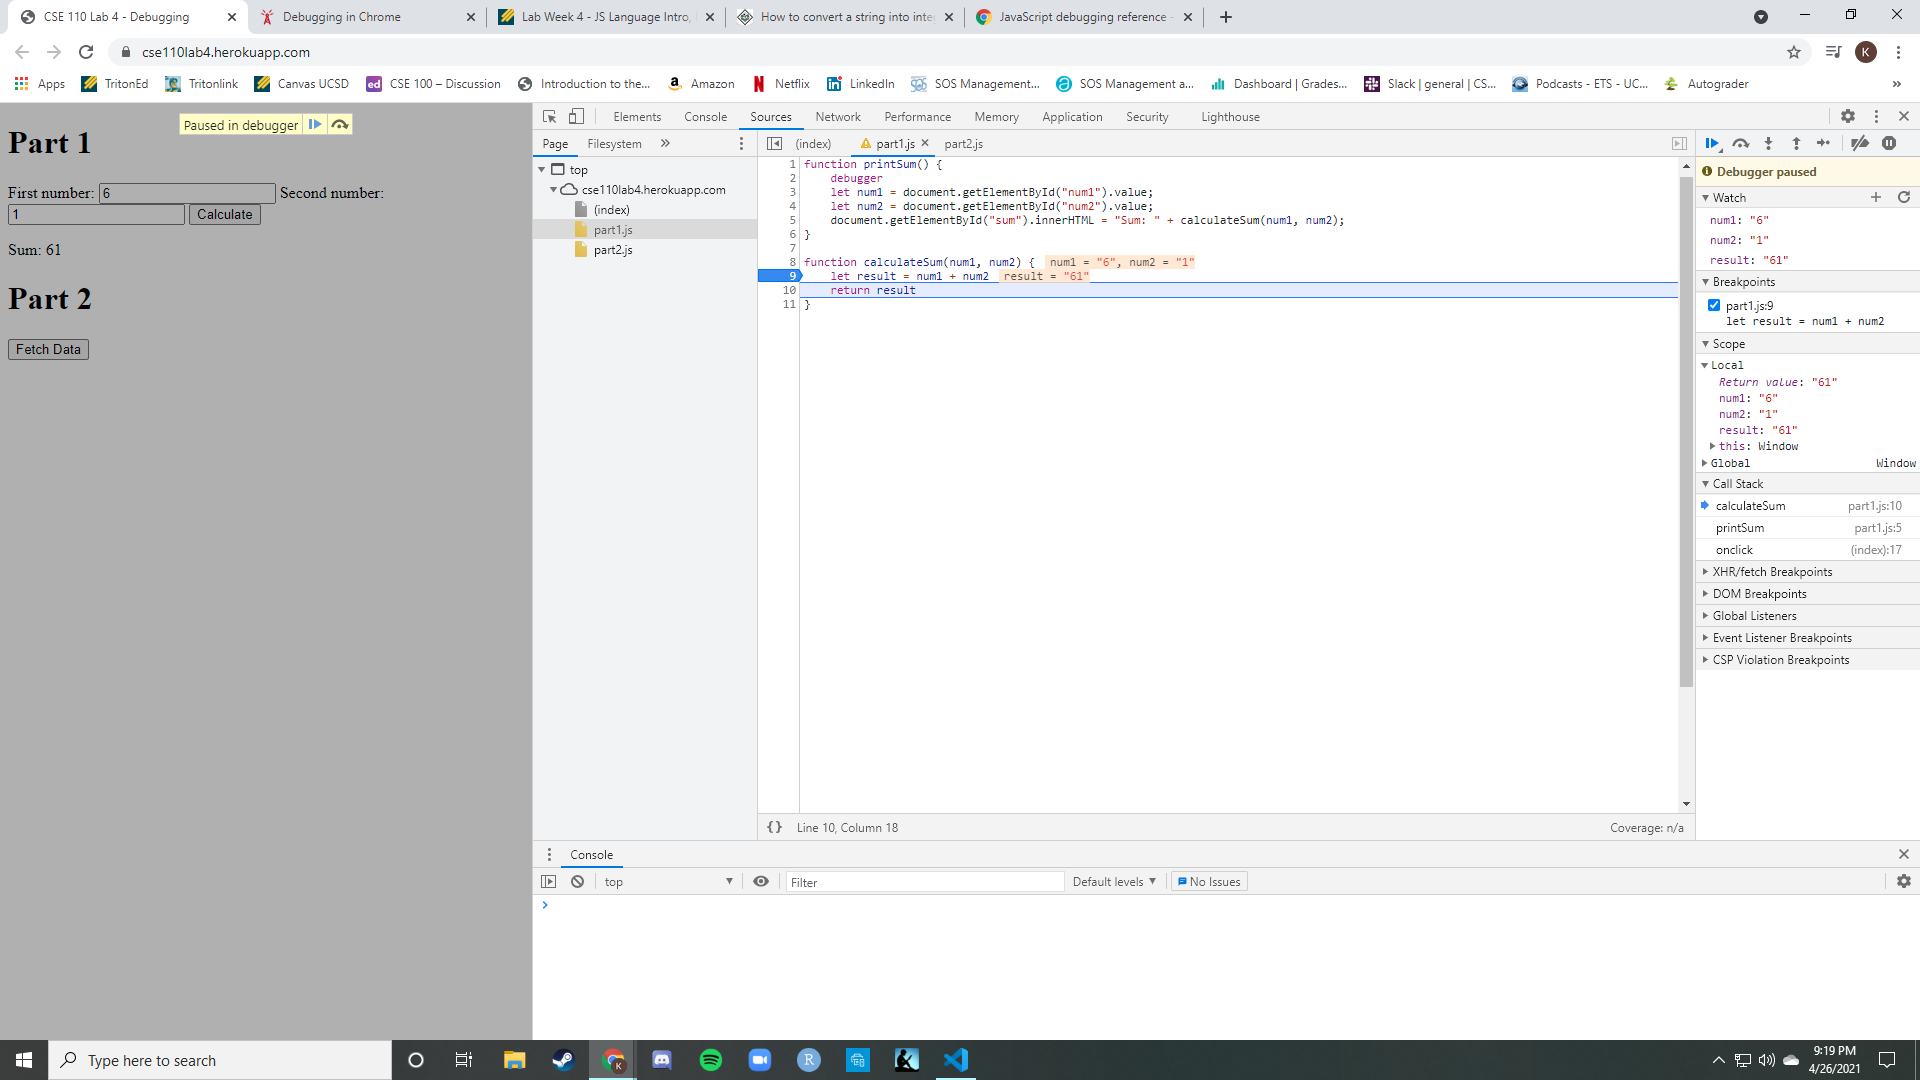 CSE 110 Lab 4 - Debugging
Debugging in Chrome
Lab Week 4 - JS Language Intro,
How to convert a string into inte
JavaScript debugging reference
cse110lab4.herokuapp.com
K
Apps
TritonEd
Tritonlink
Canvas UCSD
ed CSE 100 – Discussion
Introduction to the...
Amazon
Netflix
LinkedIn
SOS Management...
SOS Management a...
Dashboard | Grades...
Slack | general | CS...
Podcasts - ETS - UC...
Autograder
»
Paused in debugger
Part 1
First number: 6 Second number:
1 Calculate
Sum: 61
Part 2
Fetch Data
Elements Console Sources Network Performance Memory Application Security Lighthouse
Page Filesystem »
top
cse110lab4.herokuapp.com
(index)
part1.js
part2.js
(index) part1.js part2.js
1 function printSum() {
2 debugger
3 let num1 = document.getElementById("num1").value;
4 let num2 = document.getElementById("num2").value;
5 document.getElementById("sum").innerHTML = "Sum: " + calculateSum(num1, num2);
6 }
7
8 function calculateSum(num1, num2) { num1 = "6", num2 = "1"
9 let result = num1 + num2 result = "61"
10 return result
11 }
{} Line 10, Column 18 Coverage: n/a
Debugger paused
Watch
num1: "6"
num2: "1"
result: "61"
Breakpoints
part1.js:9
let result = num1 + num2
Scope
Local
Return value: "61"
num1: "6"
num2: "1"
result: "61"
this: Window
Global Window
Call Stack
calculateSum part1.js:10
printSum part1.js:5
onclick (index):17
XHR/fetch Breakpoints
DOM Breakpoints
Global Listeners
Event Listener Breakpoints
CSP Violation Breakpoints
Console
top Filter Default levels No Issues
Type here to search
K
R
9:19 PM
4/26/2021